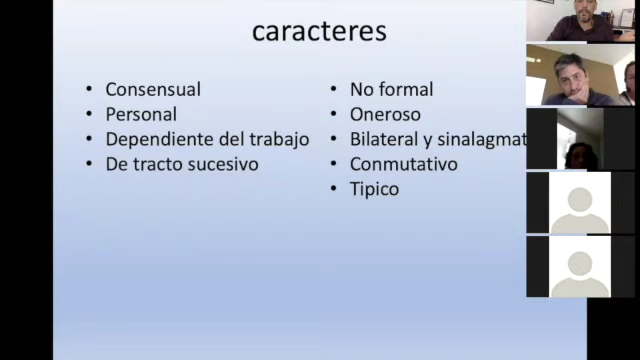 caracteres
• Consensual
• Personal
• Dependiente del trabajo
• De tracto sucesivo
• No formal
• Oneroso
• Bilateral y sinalagmat
• Conmutativo
• Tipico